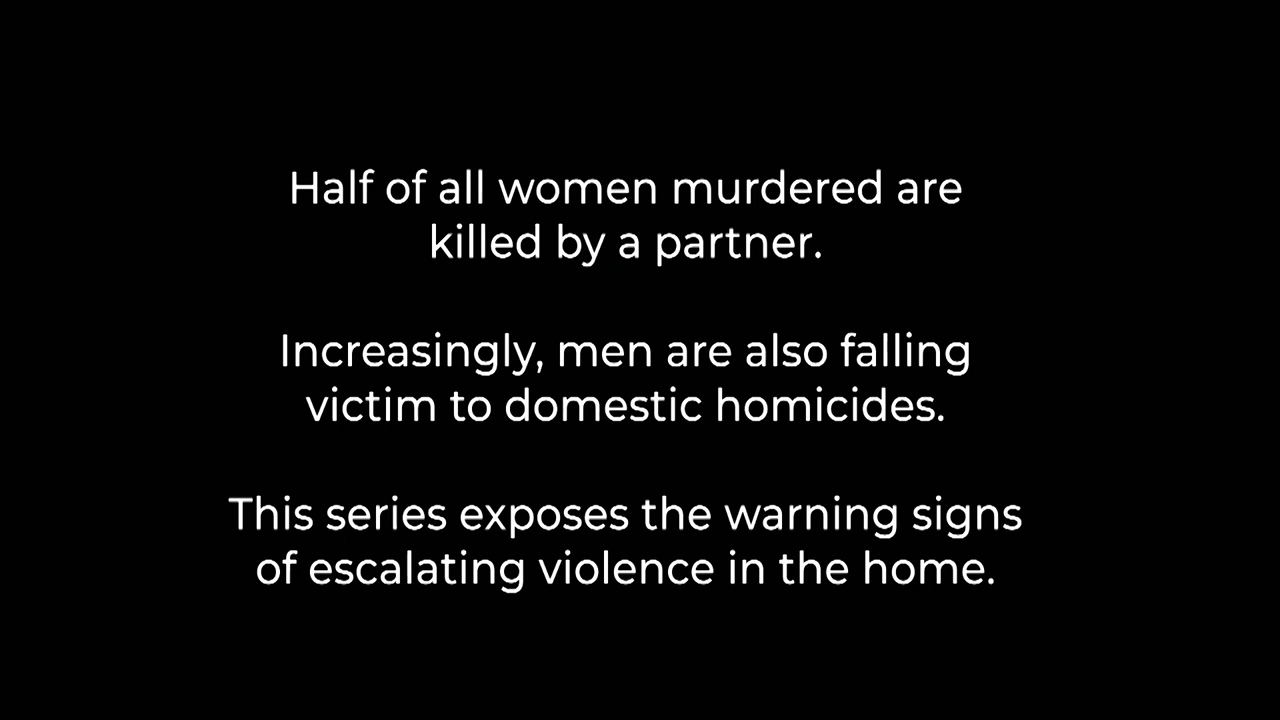 Half of all women murdered are
killed by a partner.
Increasingly, men are also falling
victim to domestic homicides.
This series exposes the warning signs
of escalating violence in the home.